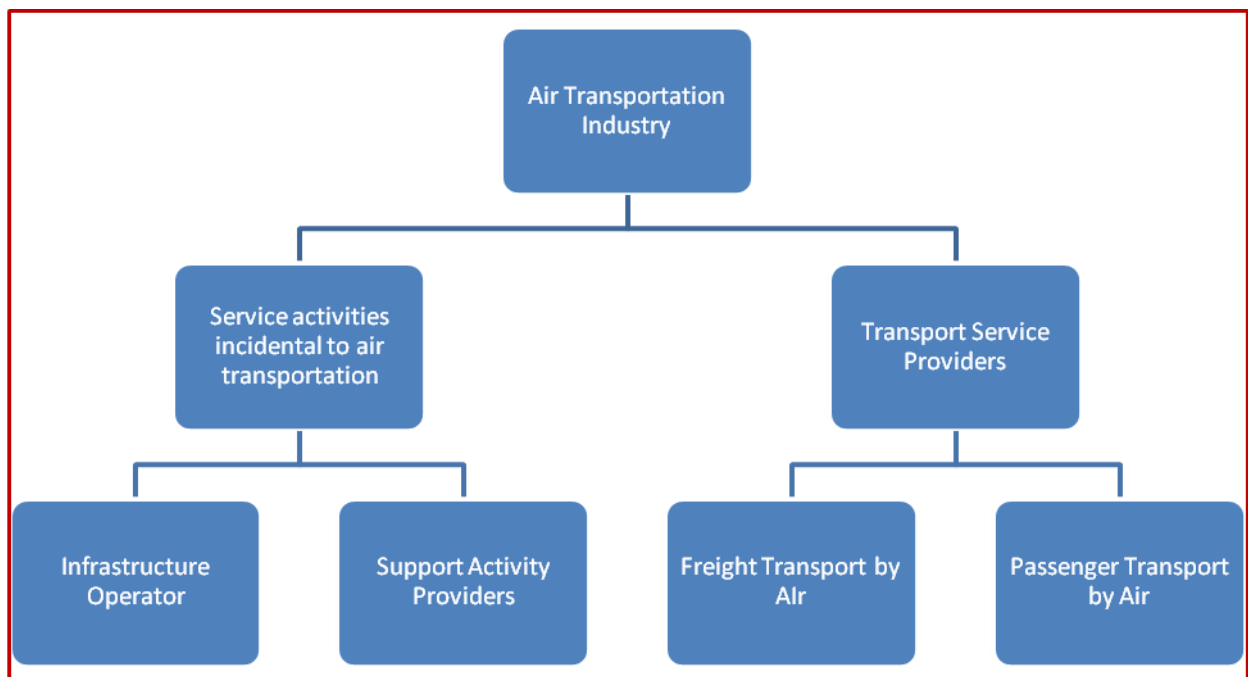 Air Transportation
Industry
Service activities
incidental to air
transportation
Transport Service
Providers
Infrastructure
Operator
Support Activity
Providers
Freight Transport by
AIr
Passenger Transport
by Air